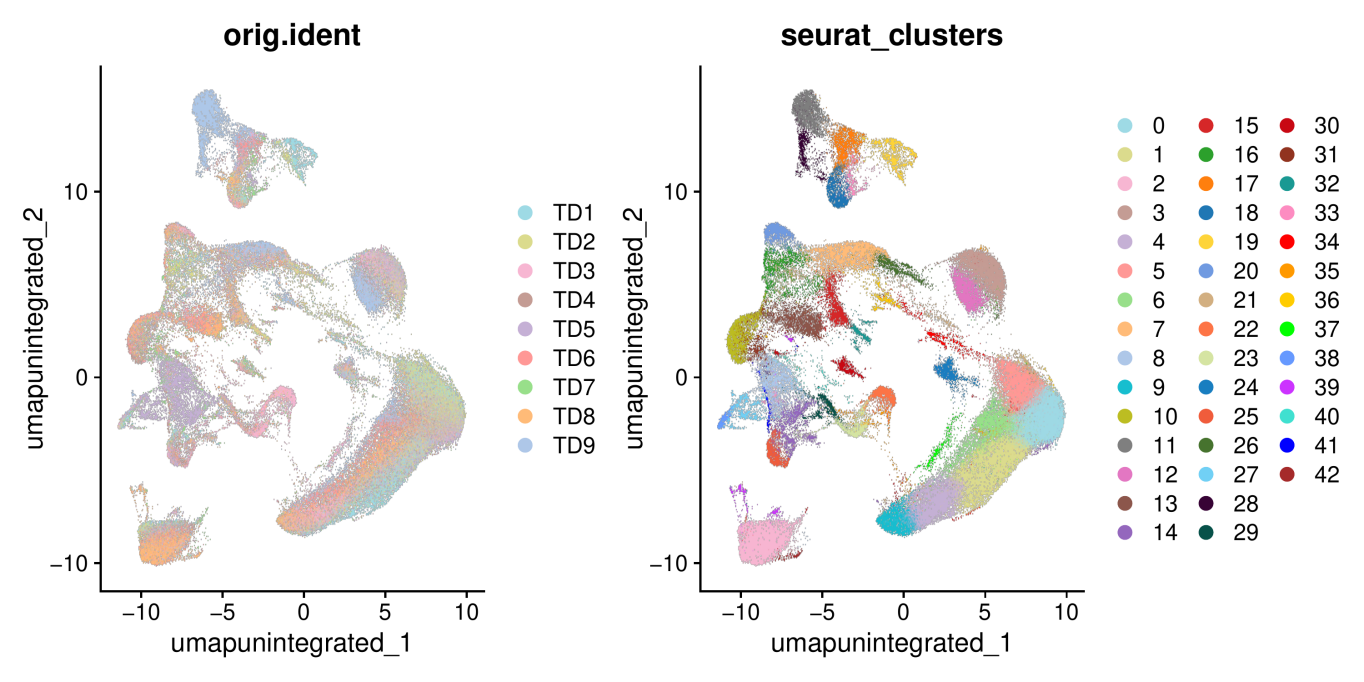 orig.ident
umapunintegrated_2
10
0
−10
−10
−5
0
5
10
umapunintegrated_1
TD1
TD2
TD3
TD4
TD5
TD6
TD7
TD8
TD9
seurat_clusters
umapunintegrated_2
10
0
−10
−10
−5
0
5
10
umapunintegrated_1
0 15 30
1 16 31
2 17 32
3 18 33
4 19 34
5 20 35
6 21 36
7 22 37
8 23 38
9 24 39
10 25 40
11 26 41
12 27 42
13 28
14 29